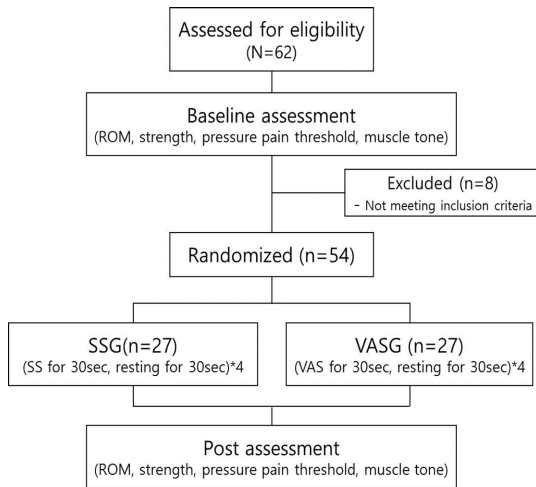 Assessed for eligibility
(N=62)
Baseline assessment
(ROM, strength, pressure pain threshold, muscle tone)
Excluded (n=8)
- Not meeting inclusion criteria
Randomized (n=54)
SSG(n=27)
(SS for 30sec, resting for 30sec)*4
VASG (n=27)
(VAS for 30sec, resting for 30sec)*4
Post assessment
(ROM, strength, pressure pain threshold, muscle tone)